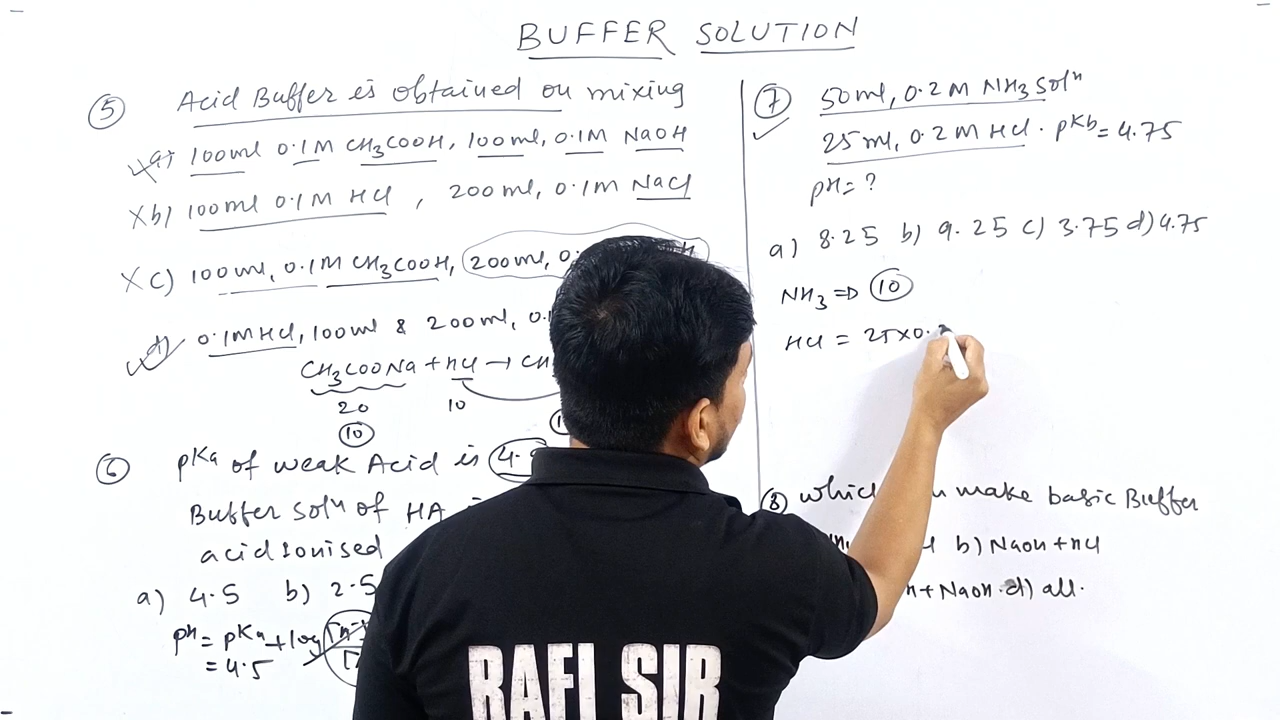 BUFFER SOLUTION
5 Acid Buffer is obtained on mixing
a) 100ml 0.1M CH3COOH, 100ml, 0.1M NaOH
X b) 100ml 0.1M HCl , 200ml, 0.1M NaCl
X c) 100ml, 0.1M CH3COOH, 200ml,
d) 0.1M HCl, 100ml & 200ml,
CH3COONa + HCl → CH
20 10
10
6 pKa of weak Acid is
Buffer soln of HA
acid ionised
a) 4.5 b) 2.5
pH = pKa + log
= 4.5
7 50ml, 0.2M NH3 Soln
25ml, 0.2M HCl. pKb = 4.75
pH = ?
a) 8.25 b) 9.25 c) 3.75 d) 4.75
NH3 ⇒ 10
HCl = 25×0.
8 which make basic Buffer
b) NaOH + HCl
+ NaOH. d) all.
RAFI SIR